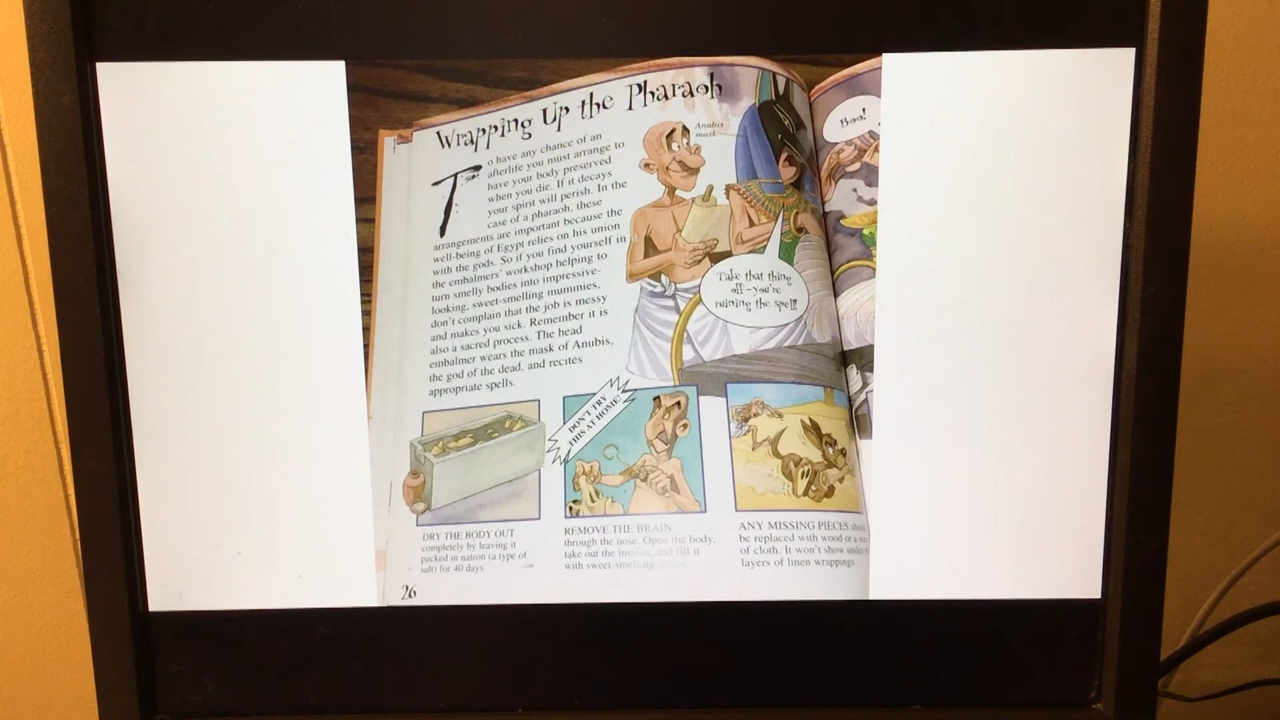 Wrapping Up the Pharaoh
To have any chance of an
afterlife you must arrange to
have your body preserved
when you die. If it decays
your spirit will perish. In the
case of a pharaoh, these
arrangements are important because the
well-being of Egypt relies on his union
with the gods. So if you find yourself in
the embalmers' workshop helping to
turn smelly bodies into impressive-
looking, sweet-smelling mummies,
don't complain that the job is messy
and makes you sick. Remember it is
also a sacred process. The head
embalmer wears the mask of Anubis,
the god of the dead, and recites
appropriate spells.
Anubis
mask
Boo!
Take that thing
off-you're
ruining the spell!
DON'T TRY
THIS AT HOME!
DRY THE BODY OUT
completely by leaving it
packed in natron (a type of
salt) for 40 days.
REMOVE THE BRAIN
through the nose. Open the body,
take out the insides, and fill it
with sweet-smelling
ANY MISSING PIECES
be replaced with wood or a
of cloth. It won't show
layers of linen wrappings.
26